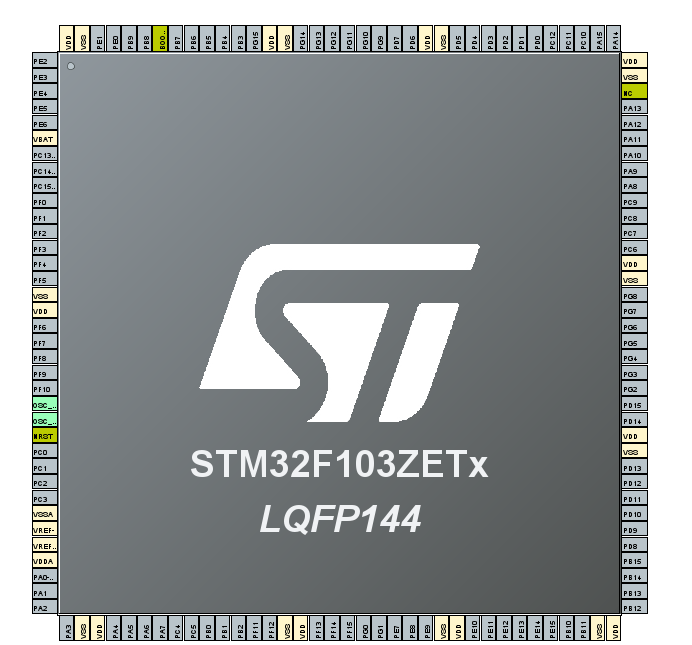 VDD
VSS
PE1
PE0
PB9
PB8
BOO..
PB7
PB6
PB5
PB4
PB3
PG15
VDD
VSS
PG14
PG13
PG12
PG11
PG10
PG9
PD7
PD6
VDD
VSS
PD5
PD4
PD3
PD2
PD1
PD0
PC12
PC11
PC10
PA15
PA14
PE2
PE3
PE4
PE5
PE6
VBAT
PC13..
PC14..
PC15..
PF0
PF1
PF2
PF3
PF4
PF5
VSS
VDD
PF6
PF7
PF8
PF9
PF10
OSC_..
OSC_..
NRST
PC0
PC1
PC2
PC3
VSSA
VREF-
VREF..
VDDA
PA0-..
PA1
PA2
STM32F103ZETx
LQFP144
VDD
VSS
NC
PA13
PA12
PA11
PA10
PA9
PA8
PC9
PC8
PC7
PC6
VDD
VSS
PG8
PG7
PG6
PG5
PG4
PG3
PG2
PD15
PD14
VDD
VSS
PD13
PD12
PD11
PD10
PD9
PD8
PB15
PB14
PB13
PB12
PA3
VSS
VDD
PA4
PA5
PA6
PA7
PC4
PC5
PB0
PB1
PB2
PF11
PF12
VSS
VDD
PF13
PF14
PF15
PG0
PG1
PE7
PE8
PE9
VSS
VDD
PE10
PE11
PE12
PE13
PE14
PE15
PB10
PB11
VSS
VDD